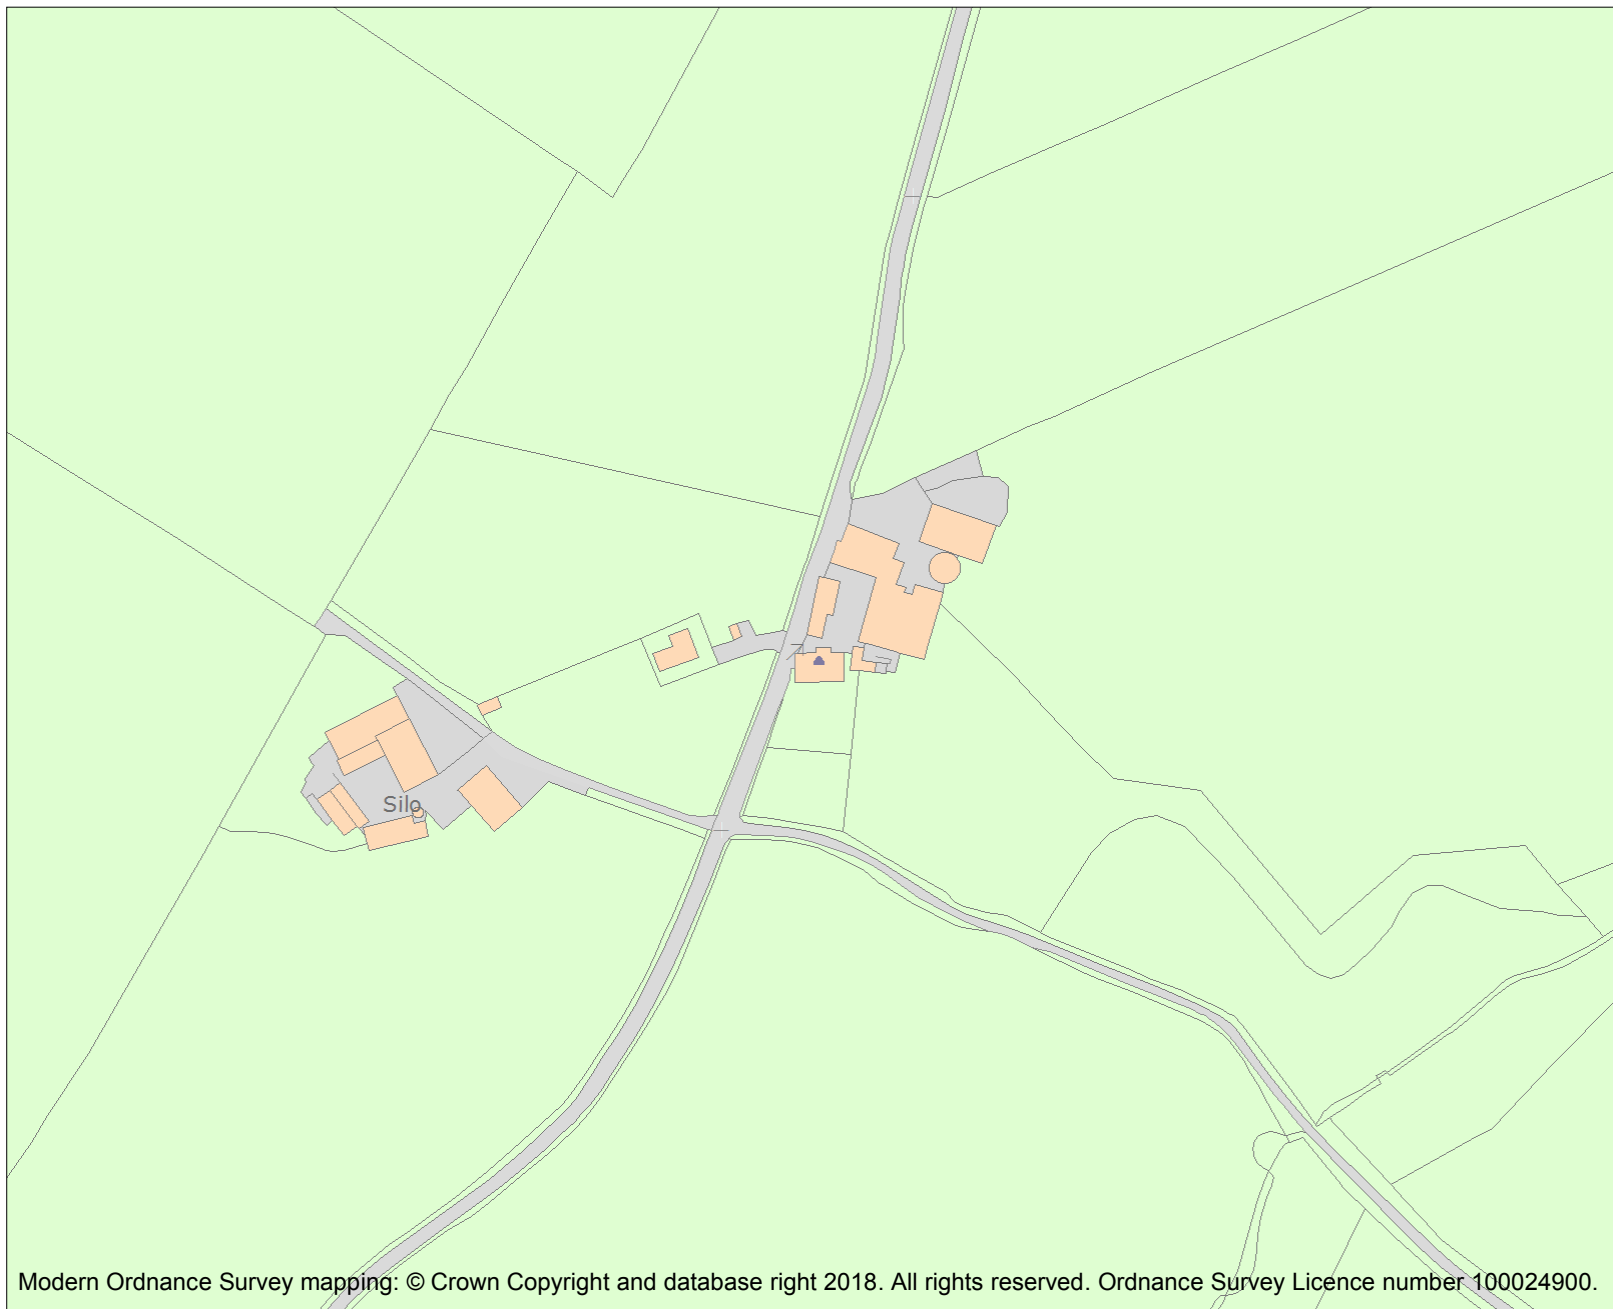 Silo
Modern Ordnance Survey mapping: © Crown Copyright and database right 2018. All rights reserved. Ordnance Survey Licence number 100024900.